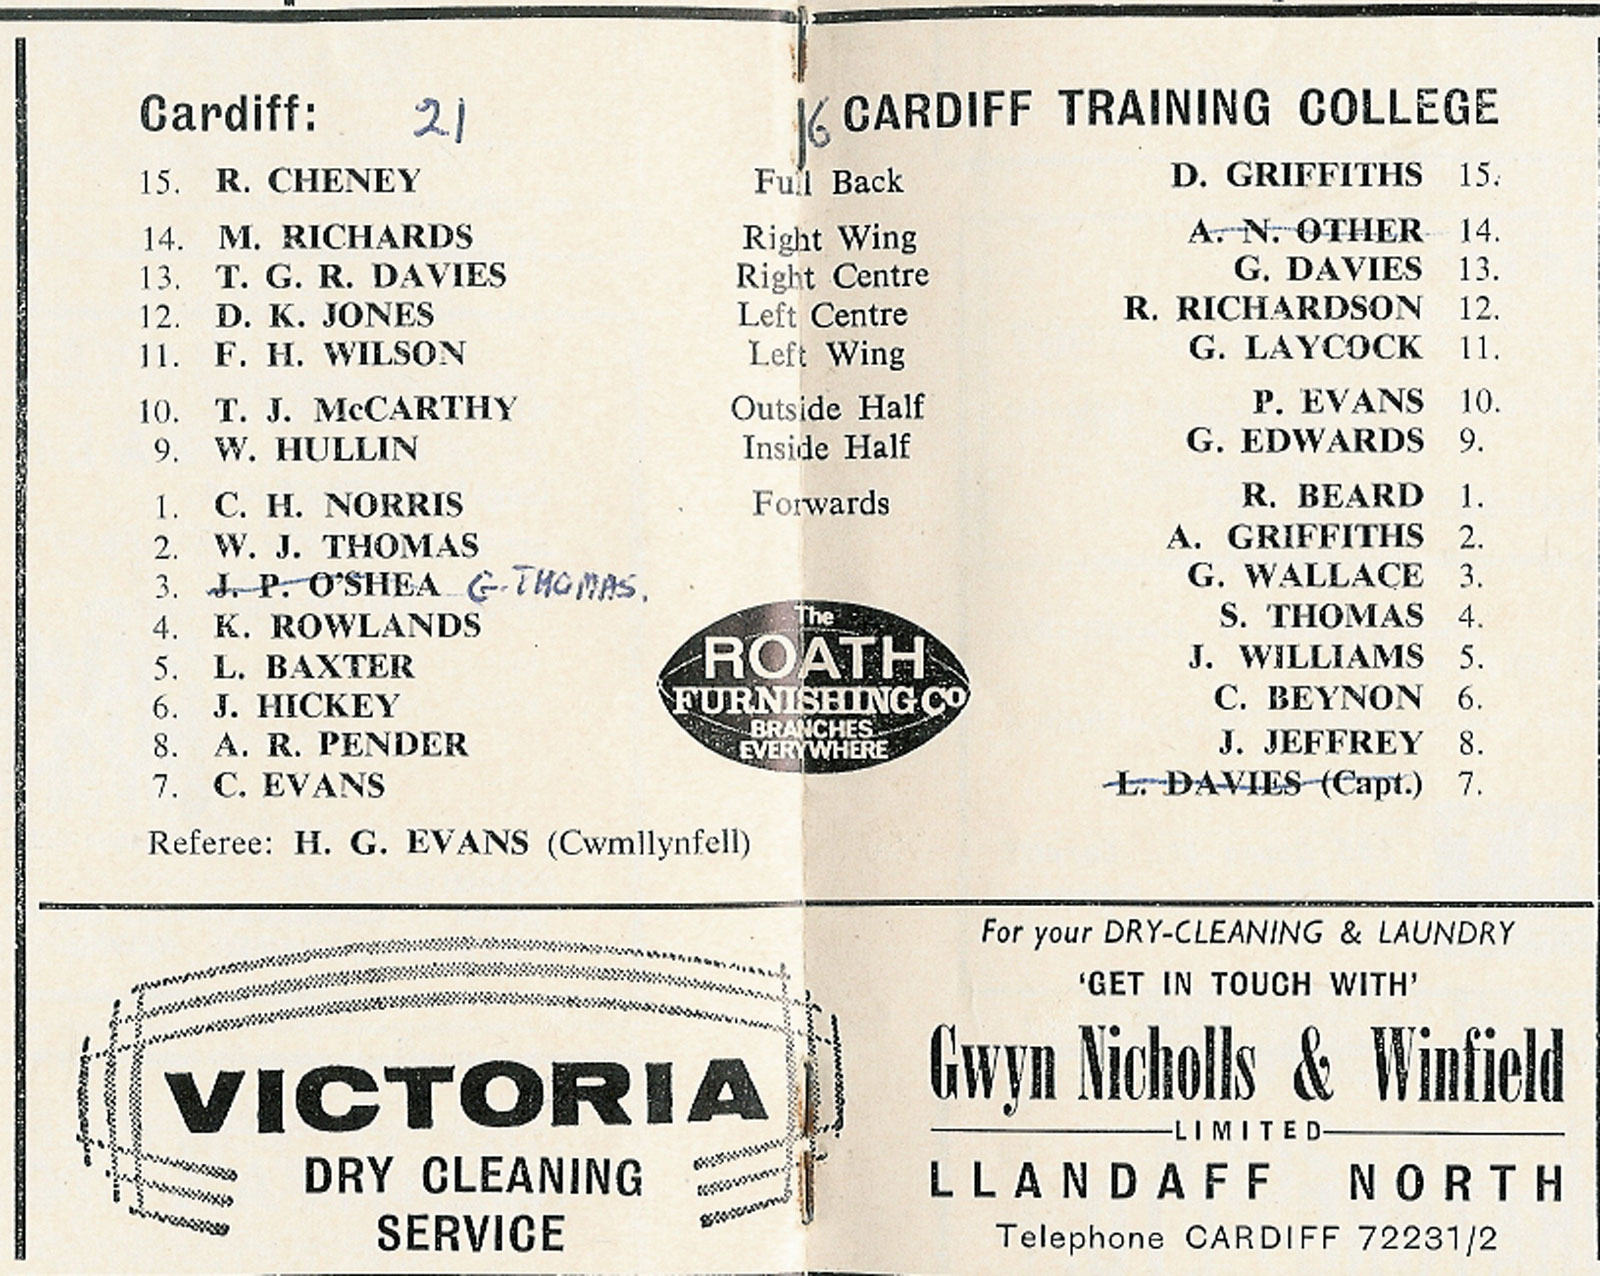 Cardiff: 21
16 CARDIFF TRAINING COLLEGE
15. R. CHENEY Full Back D. GRIFFITHS 15.
14. M. RICHARDS Right Wing A. N. OTHER 14.
13. T. G. R. DAVIES Right Centre G. DAVIES 13.
12. D. K. JONES Left Centre R. RICHARDSON 12.
11. F. H. WILSON Left Wing G. LAYCOCK 11.
10. T. J. McCARTHY Outside Half P. EVANS 10.
9. W. HULLIN Inside Half G. EDWARDS 9.
1. C. H. NORRIS Forwards R. BEARD 1.
2. W. J. THOMAS A. GRIFFITHS 2.
3. J. P. O'SHEA G. THOMAS. G. WALLACE 3.
4. K. ROWLANDS S. THOMAS 4.
5. L. BAXTER J. WILLIAMS 5.
6. J. HICKEY C. BEYNON 6.
8. A. R. PENDER J. JEFFREY 8.
7. C. EVANS L. DAVIES (Capt.) 7.
The
ROATH
FURNISHING CO
BRANCHES
EVERYWHERE
Referee: H. G. EVANS (Cwmllynfell)
VICTORIA
DRY CLEANING
SERVICE
For your DRY-CLEANING & LAUNDRY
'GET IN TOUCH WITH'
Gwyn Nicholls & Winfield
LIMITED
LLANDAFF NORTH
Telephone CARDIFF 72231/2